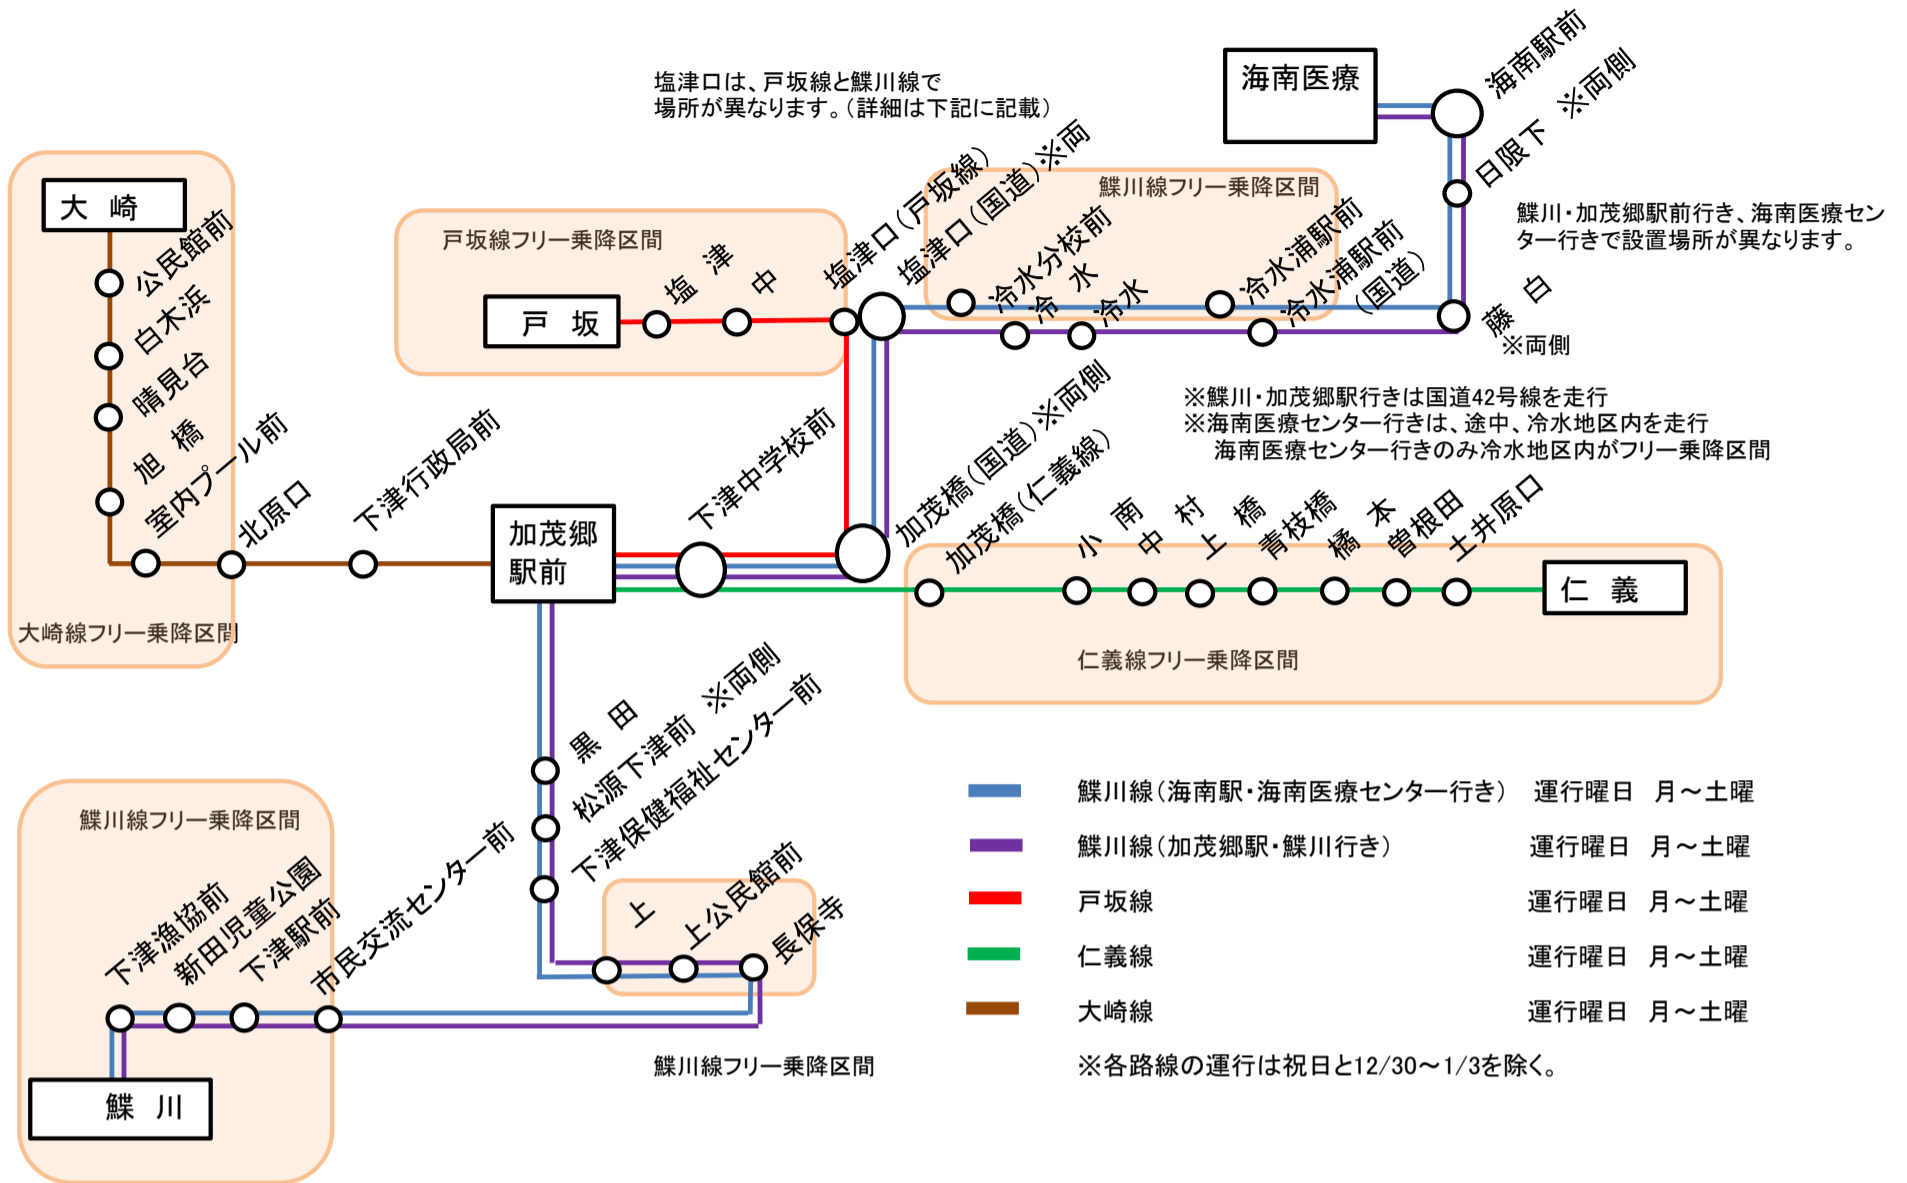 塩津口は、戸坂線と鰈川線で
場所が異なります。（詳細は下記に記載）
海南医療
海南駅前
日限下　※両側
鰈川・加茂郷駅前行き、海南医療セン
ター行きで設置場所が異なります。
藤　白
※両側
大　崎
公民館前
白木浜
晴見台
旭　橋
室内プール前
北原口
下津行政局前
大崎線フリー乗降区間
戸坂線フリー乗降区間
戸　坂
塩　津
中
塩津口（戸坂線）
塩津口（国道）※両
鰈川線フリー乗降区間
冷水分校前
冷　水
冷水
冷水浦駅前
冷水浦駅前
（国道）
※鰈川・加茂郷駅行きは国道42号線を走行
※海南医療センター行きは、途中、冷水地区内を走行
海南医療センター行きのみ冷水地区内がフリー乗降区間
加茂郷
駅前
下津中学校前
加茂橋（国道）※両側
加茂橋（仁義線）
小　南
中　村
上　橋
青枝橋
橘　本
曽根田
土井原口
仁　義
仁義線フリー乗降区間
黒　田
松源下津前　※両側
下津保健福祉センター前
上
上公民館前
長保寺
鰈川線フリー乗降区間
下津漁協前
新田児童公園
下津駅前
市民交流センター前
鰈　川
鰈川線フリー乗降区間
鰈川線（海南駅・海南医療センター行き）　運行曜日　月～土曜
鰈川線（加茂郷駅・鰈川行き）　運行曜日　月～土曜
戸坂線　運行曜日　月～土曜
仁義線　運行曜日　月～土曜
大崎線　運行曜日　月～土曜
※各路線の運行は祝日と12/30～1/3を除く。